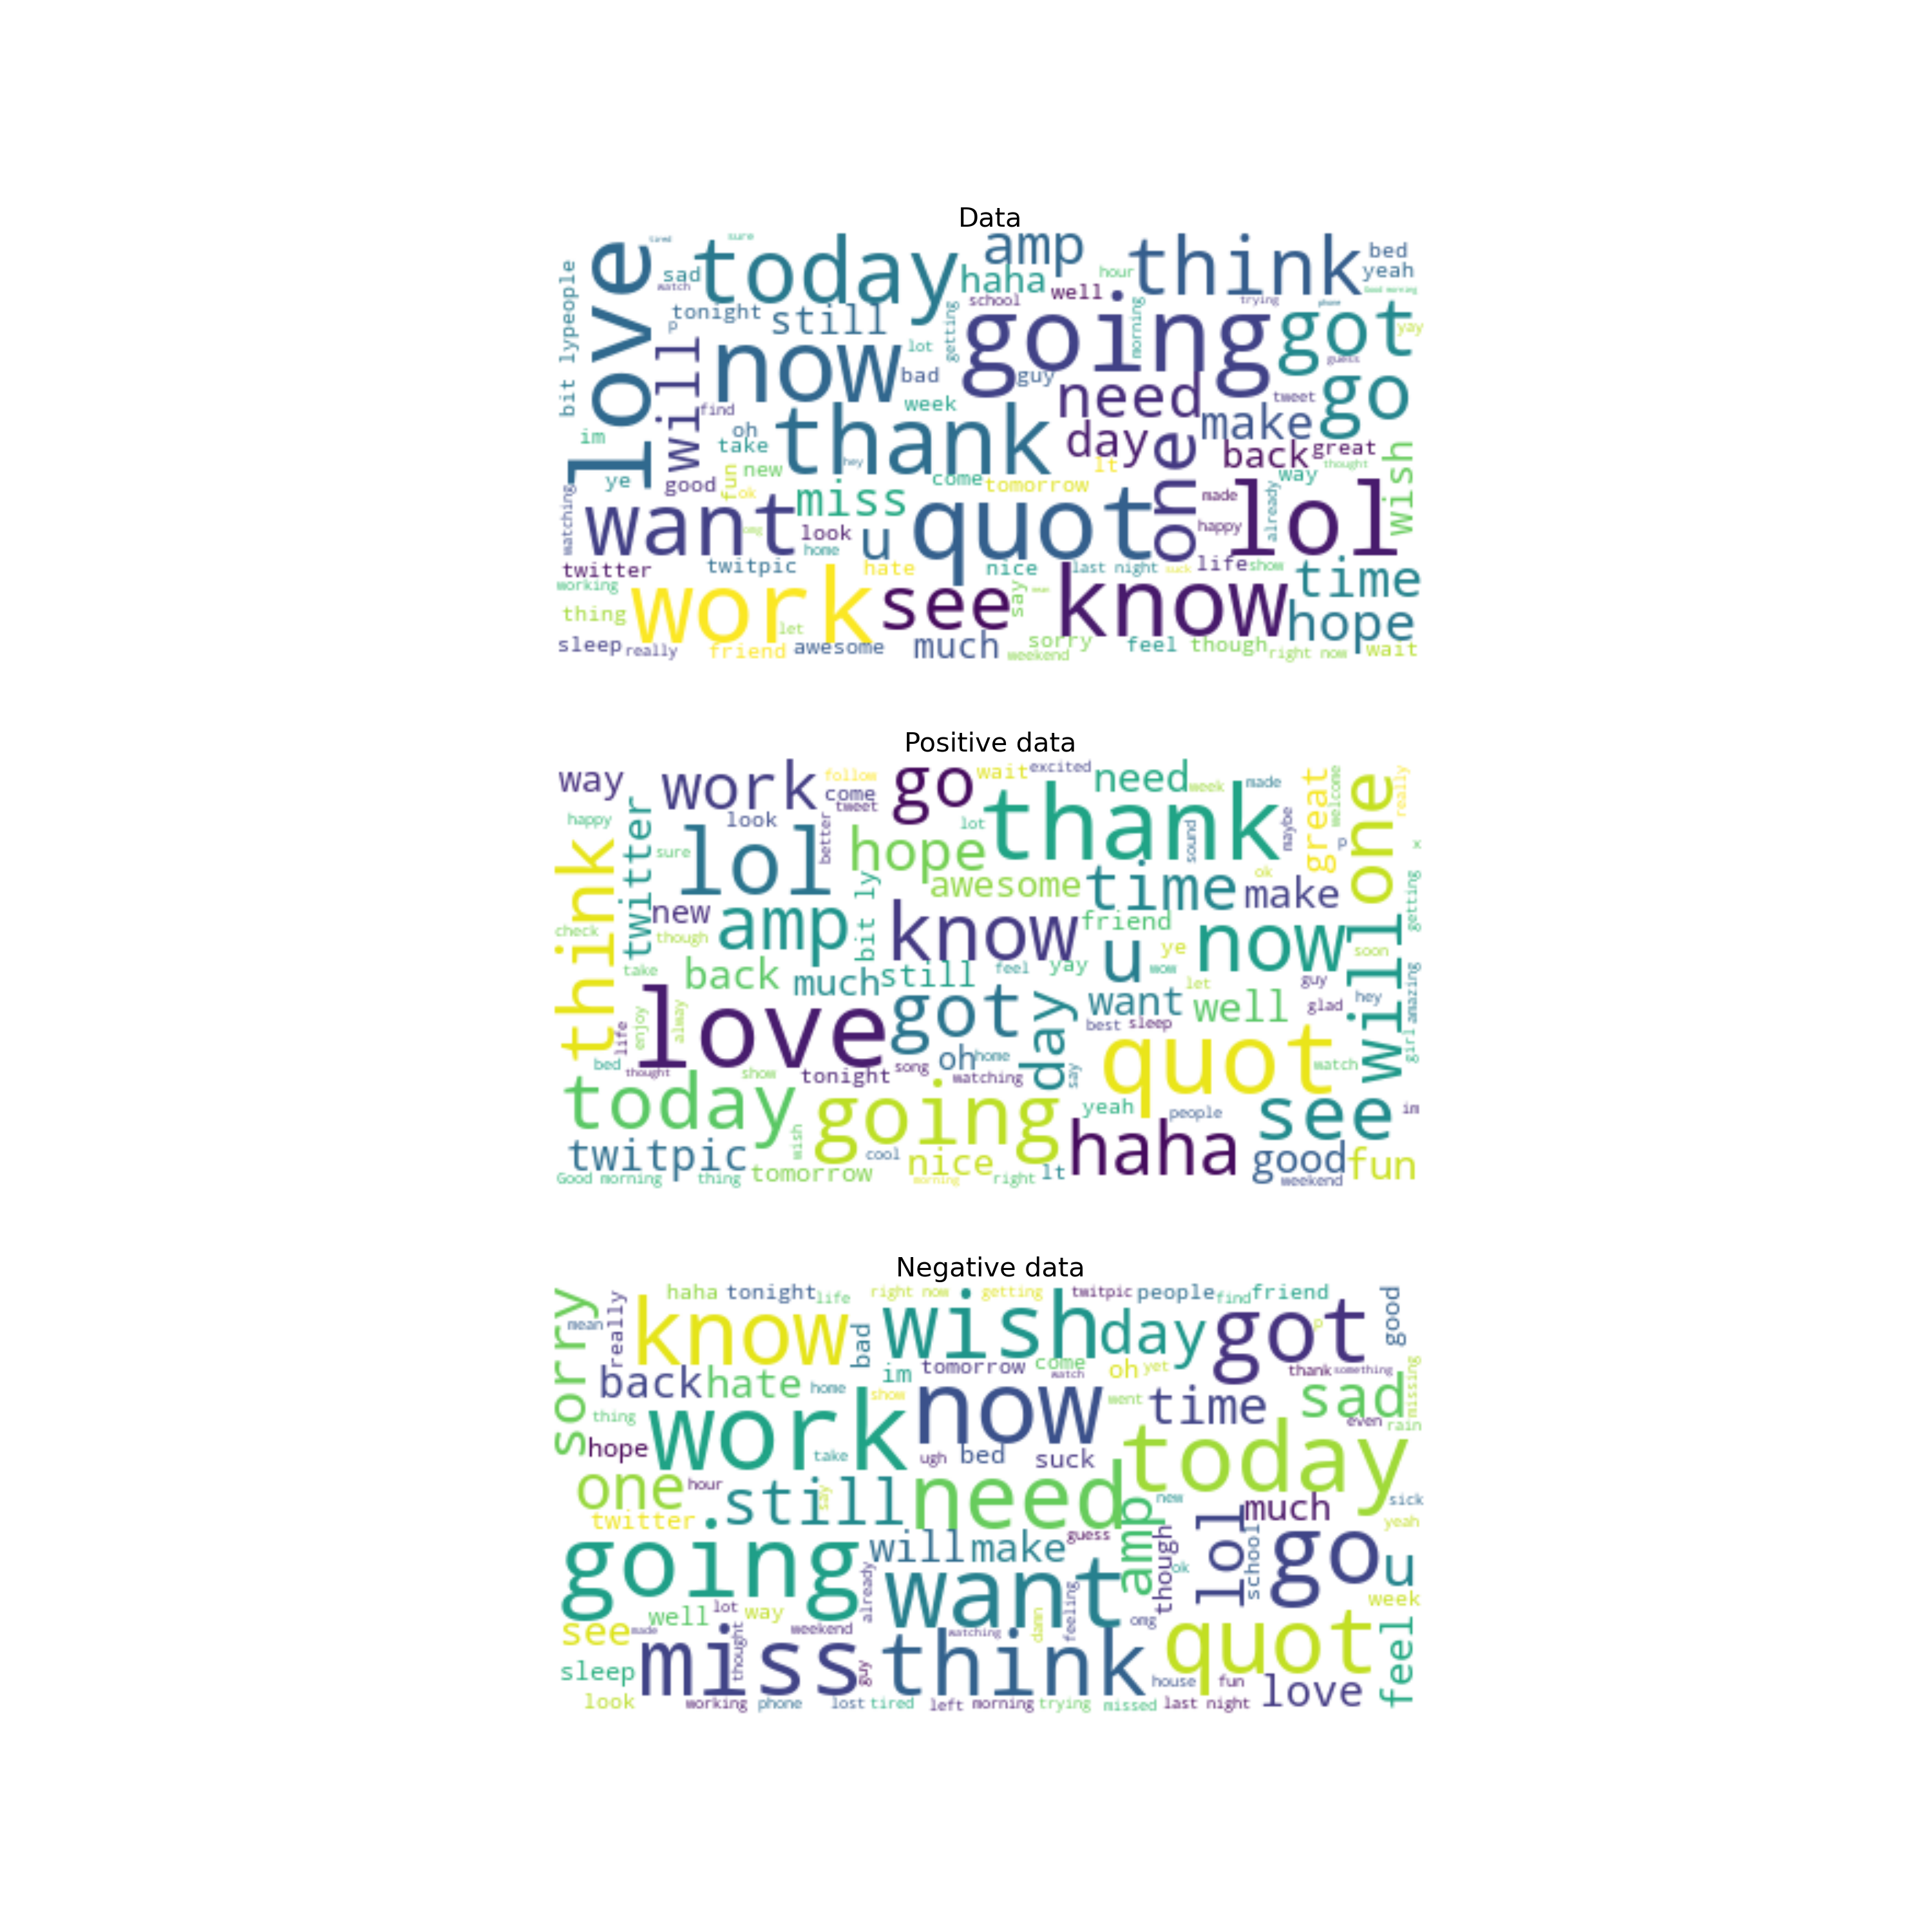 Data
love
tired
sure
today
amp
think
bed
yeah
sad
watch
haha
hour
Good morning
bit ly
people
tonight
P
still
getting
school
well
going
morning
trying
phone
got
yay
will
now
lot
bad
guy
guess
go
find
week
need
tweet
make
im
oh
take
thank
hey
day
one
back
great
thought
wish
ye
good
fun
new
ok
miss
come
tomorrow
lt
way
watching
want
omg
look
home
u
quot
made
happy
already
lol
twitter
twitpic
hate
nice
last night
suck
life
show
time
working
thing
work
let
see
say
know
hope
sleep
really
friend
awesome
much
sorry
weekend
feel
though
right now
wait
Positive data
way
work
follow
come
tweet
go
wait
excited
need
week
made
great
welcome
one
really
happy
twitter
look
better
lot
thank
sound
maybe
p
x
think
sure
lol
hope
awesome
time
ok
make
getting
new
amp
bit ly
know
friend
check
though
u
ye
now
will
soon
take
back
much
still
feel
yay
wow
let
guy
hey
amazing
love
got
day
want
well
glad
life
enjoy
alway
best
sleep
girl
bed
thought
show
tonight
song
oh
home
watching
say
quot
watch
today
going
yeah
people
see
im
twitpic
wish
cool
nice
haha
good
fun
Good morning
thing
tomorrow
morning
right
lt
weekend
Negative data
sorry
mean
really
haha
tonight
life
right now
getting
twitpic
people
find
friend
good
know
bad
wish
day
got
p
back
hate
home
im
tomorrow
come
watch
oh
yet
thank
something
missing
show
now
went
time
sad
even
rain
thing
hope
work
take
ugh
bed
suck
today
one
hour
still
say
need
amp
new
much
sick
yeah
twitter
going
will
make
guess
though
ok
lol
school
go
u
already
want
week
well
lot
way
feeling
omg
see
made
miss
thought
weekend
guy
watching
damn
think
quot
feel
sleep
look
working
phone
lost
tired
left
morning
trying
missed
house
fun
last night
love